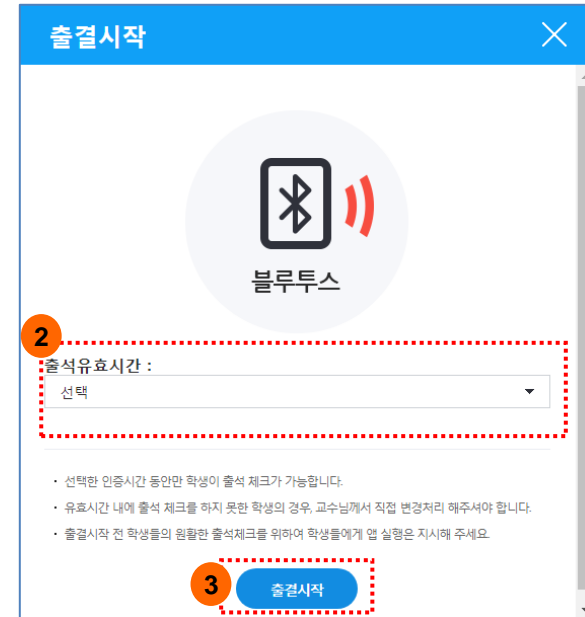 출결시작
블루투스
2
출석유효시간 :
선택
· 선택한 인증시간 동안만 학생이 출석 체크가 가능합니다.
· 유효시간 내에 출석 체크를 하지 못한 학생의 경우, 교수님께서 직접 변경처리 해주셔야 합니다.
· 출결시작 전 학생들의 원활한 출석체크를 위하여 학생들에게 앱 실행은 지시해 주세요.
3
출결시작